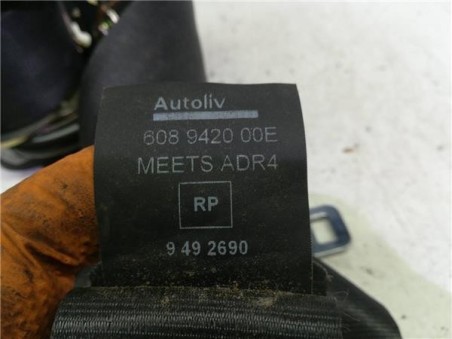 Autoliv
608 9420 00E
MEETS ADR4
RP
9 49 2690